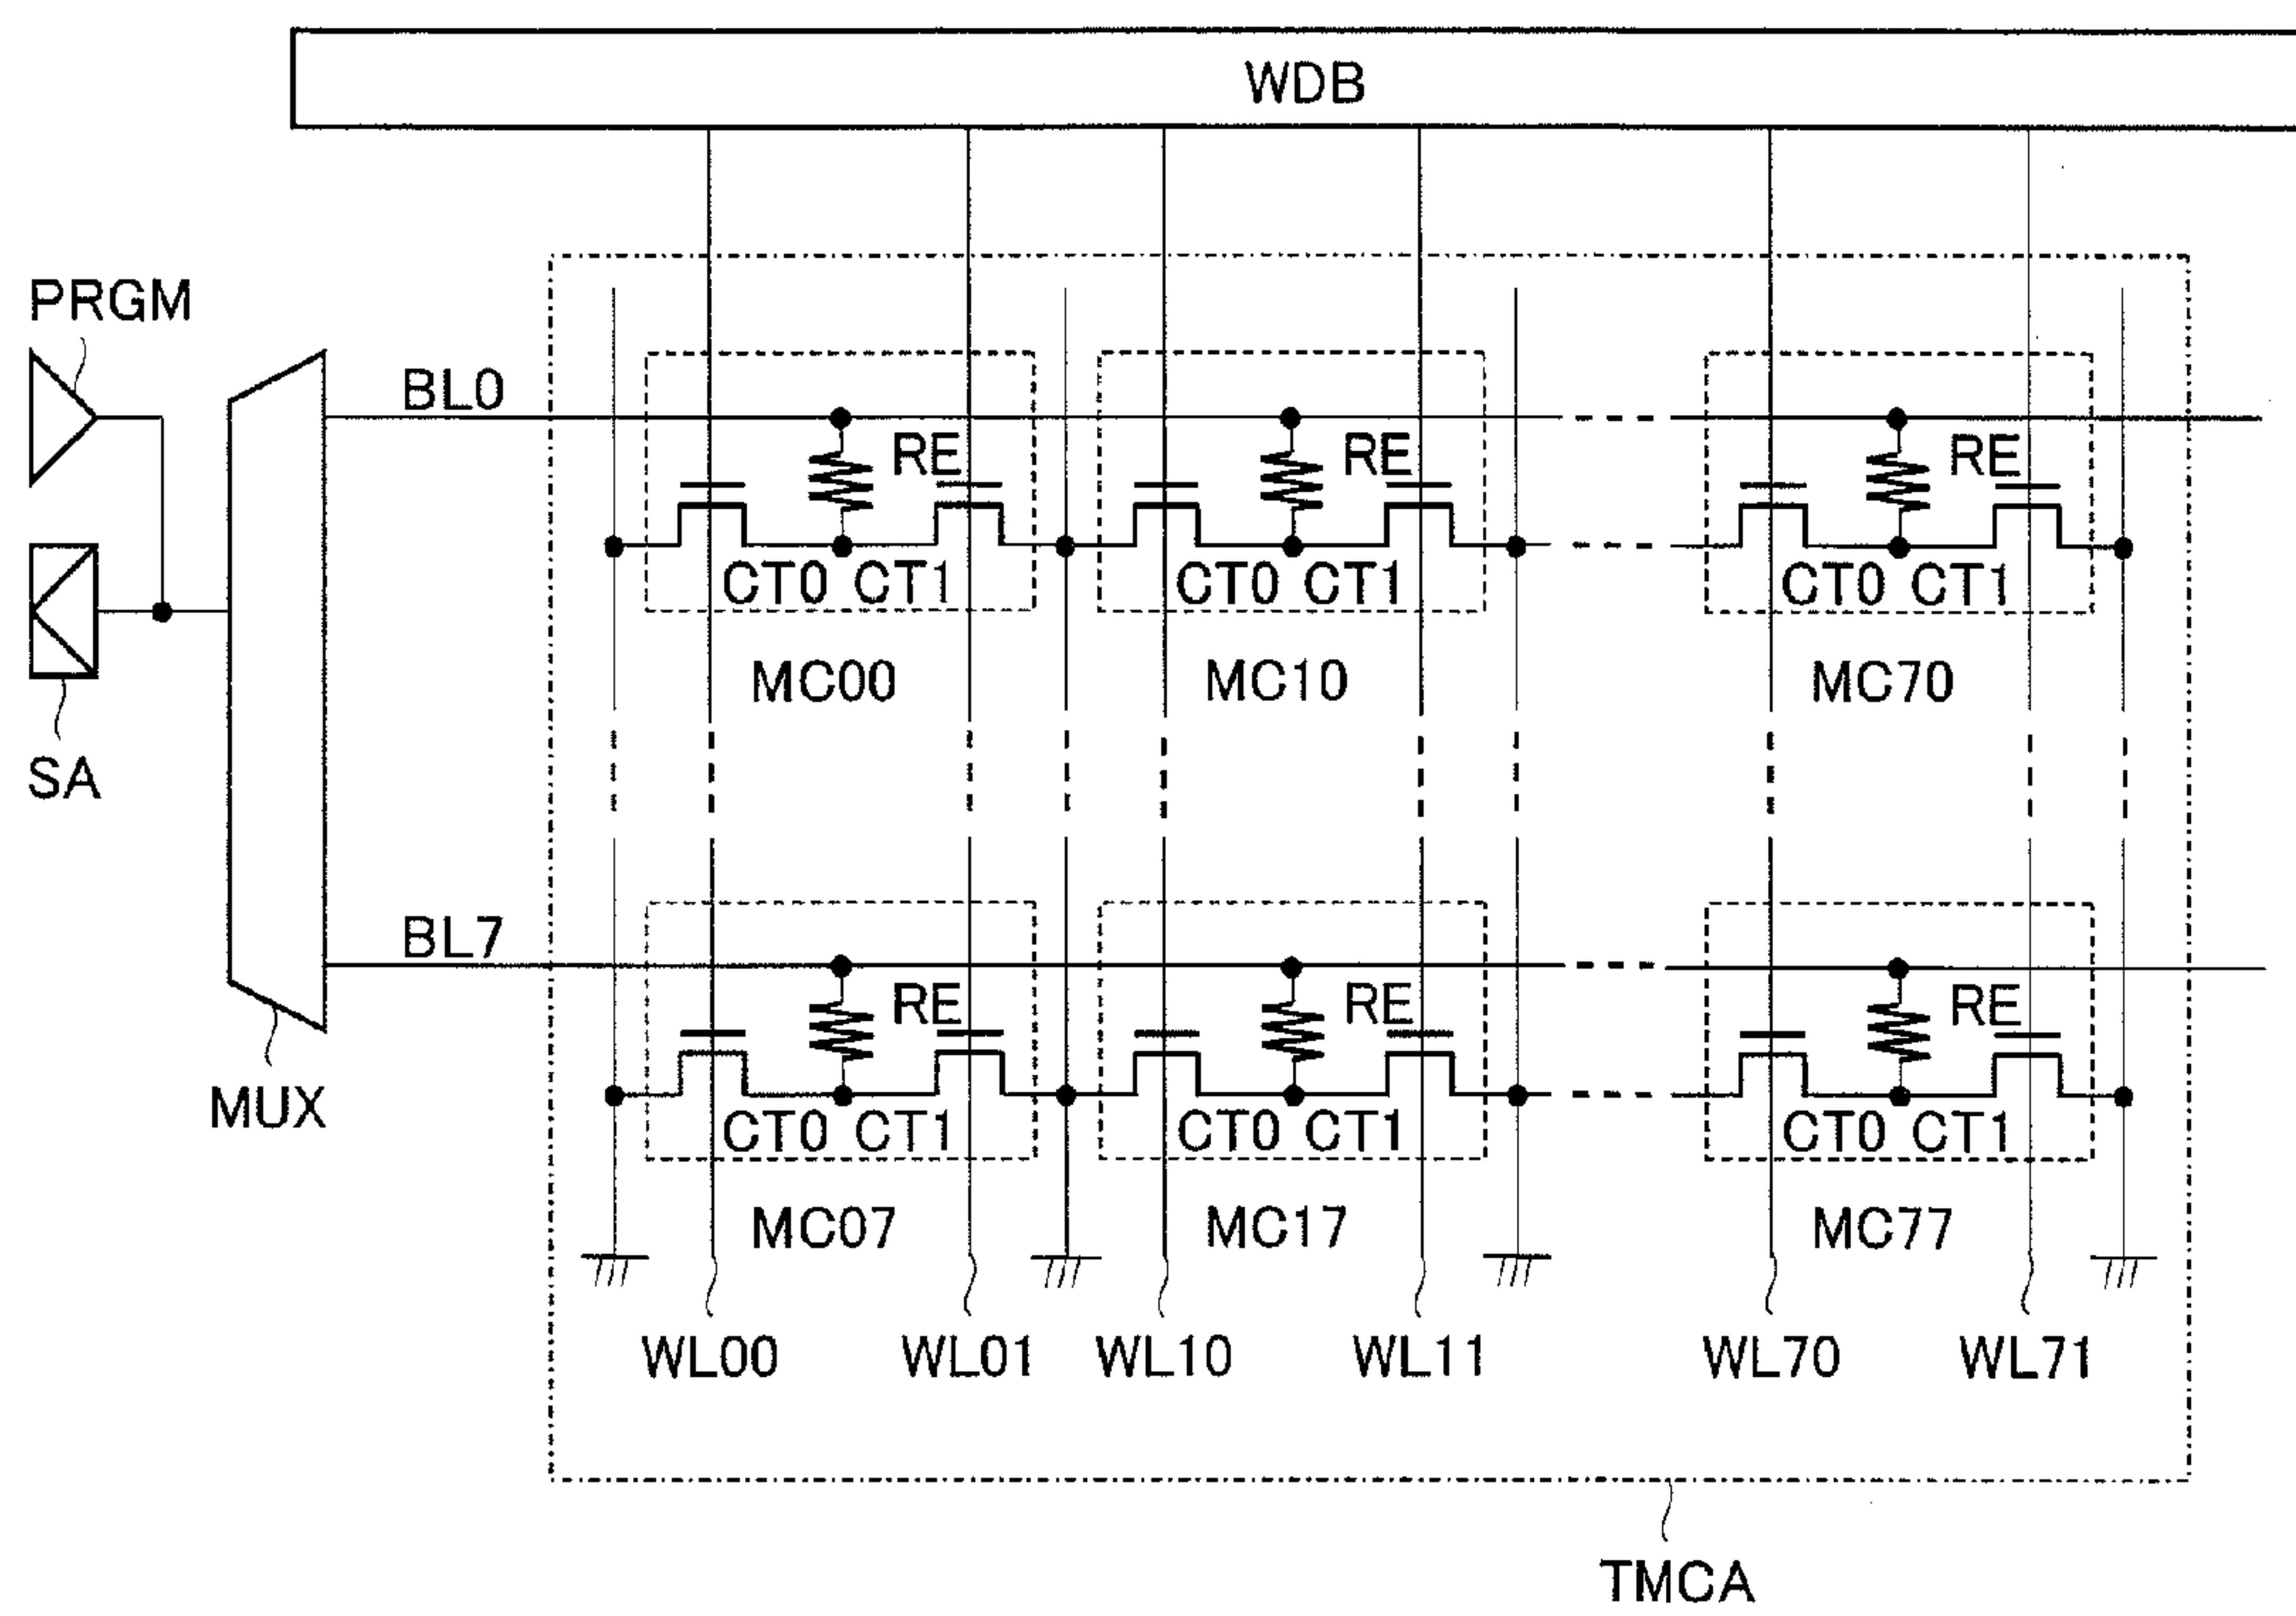 WDB
PRGM
BL0
RE RE RE
CT0 CT1 CT0 CT1 CT0 CT1
MC00 MC10 MC70
SA
BL7
RE RE RE
MUX
CT0 CT1 CT0 CT1 CT0 CT1
MC07 MC17 MC77
WL00 WL01 WL10 WL11 WL70 WL71
TMCA